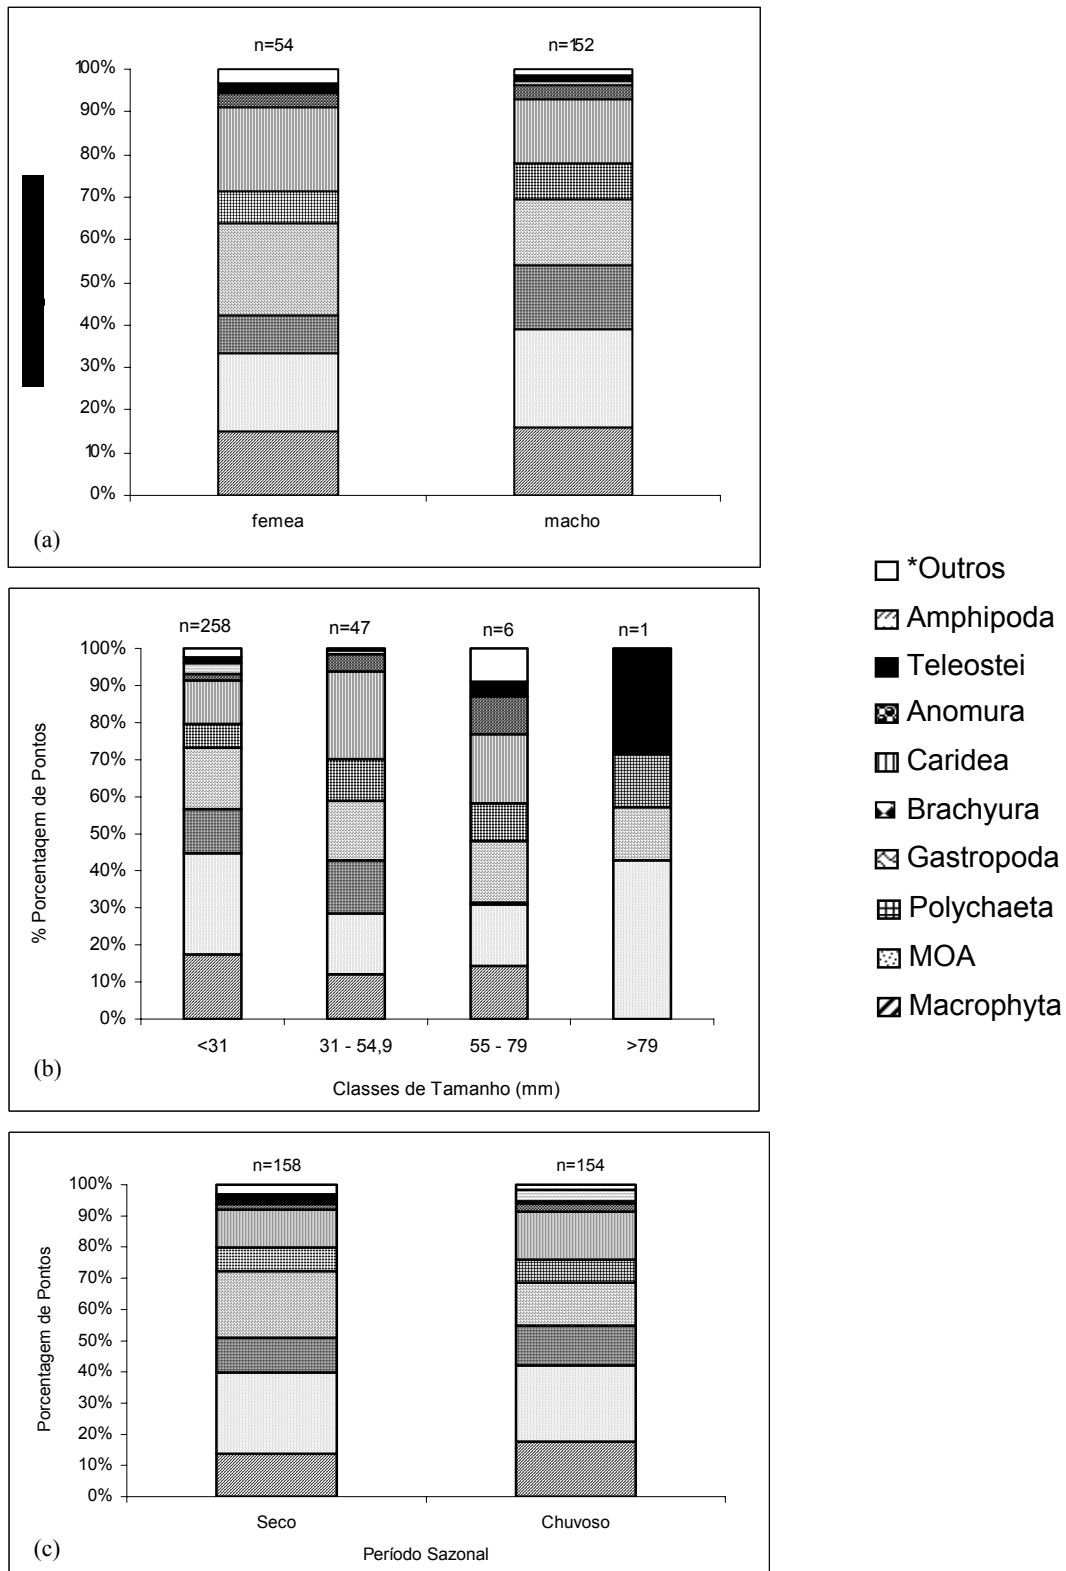 n=54 n=152
100%
90%
80%
70%
60%
50%
40%
30%
20%
10%
0%
femea macho
(a)
n=258 n=47 n=6 n=1
100%
90%
80%
70%
60%
50%
40%
30%
20%
10%
0%
% Porcentagem de Pontos
<31 31 - 54,9 55 - 79 >79
(b)
Classes de Tamanho (mm)
n=158 n=154
100%
90%
80%
70%
60%
50%
40%
30%
20%
10%
0%
Porcentagem de Pontos
Seco Chuvoso
(c)
Período Sazonal
*Outros
Amphipoda
Teleostei
Anomura
Caridea
Brachyura
Gastropoda
Polychaeta
MOA
Macrophyta